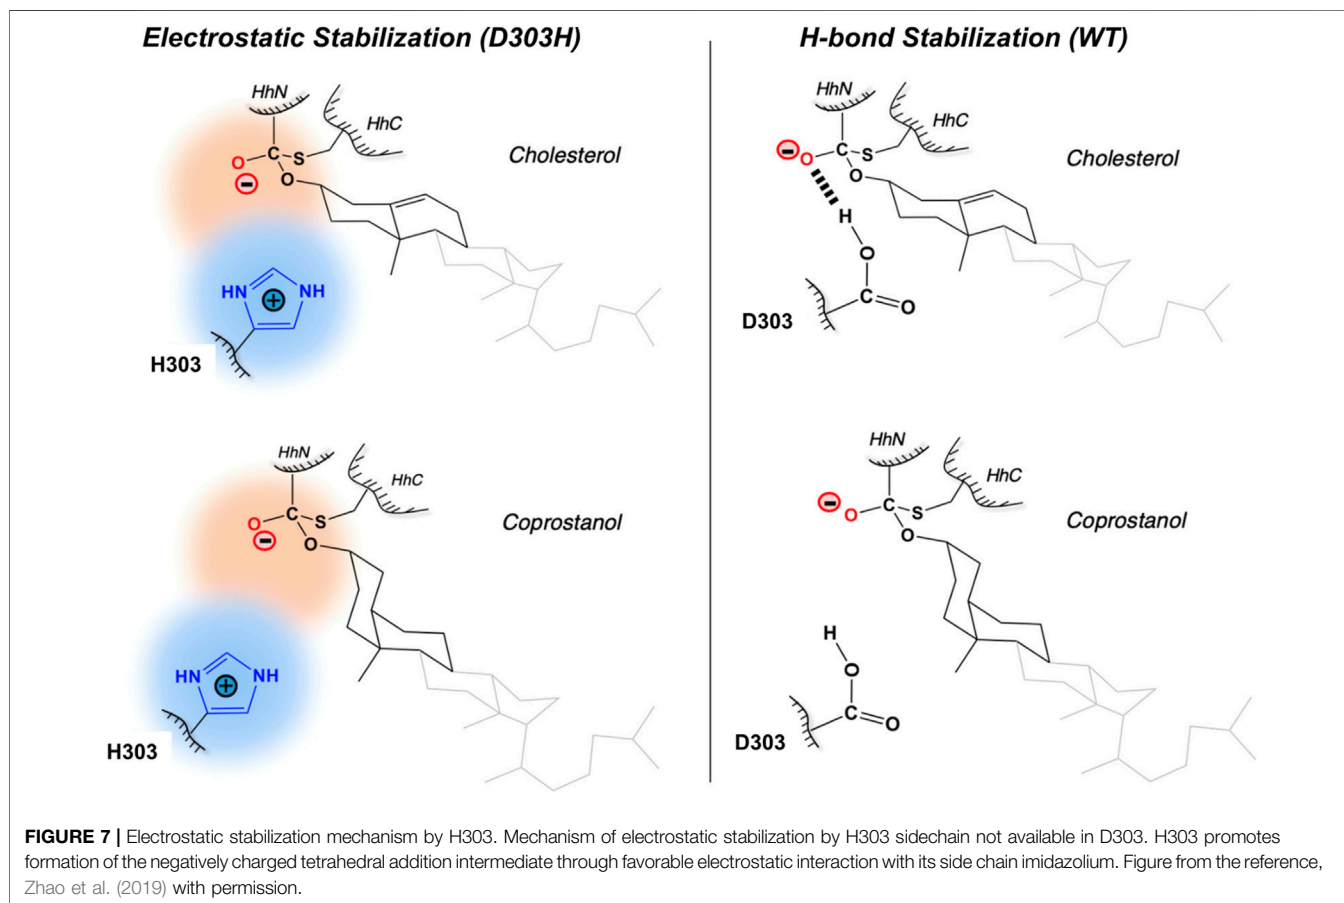 Electrostatic Stabilization (D303H)
H-bond Stabilization (WT)
HhN
HhC
Cholesterol
O
C
S
O
−
HN
NH
+
H303
HhN
HhC
Cholesterol
−
O
C
S
O
H
O
C
O
D303
HhN
HhC
Coprostanol
O
C
S
O
−
HN
NH
+
H303
HhN
HhC
Coprostanol
−
O
C
S
O
H
O
C
O
D303
FIGURE 7 | Electrostatic stabilization mechanism by H303. Mechanism of electrostatic stabilization by H303 sidechain not available in D303. H303 promotes
formation of the negatively charged tetrahedral addition intermediate through favorable electrostatic interaction with its side chain imidazolium. Figure from the reference,
Zhao et al. (2019) with permission.